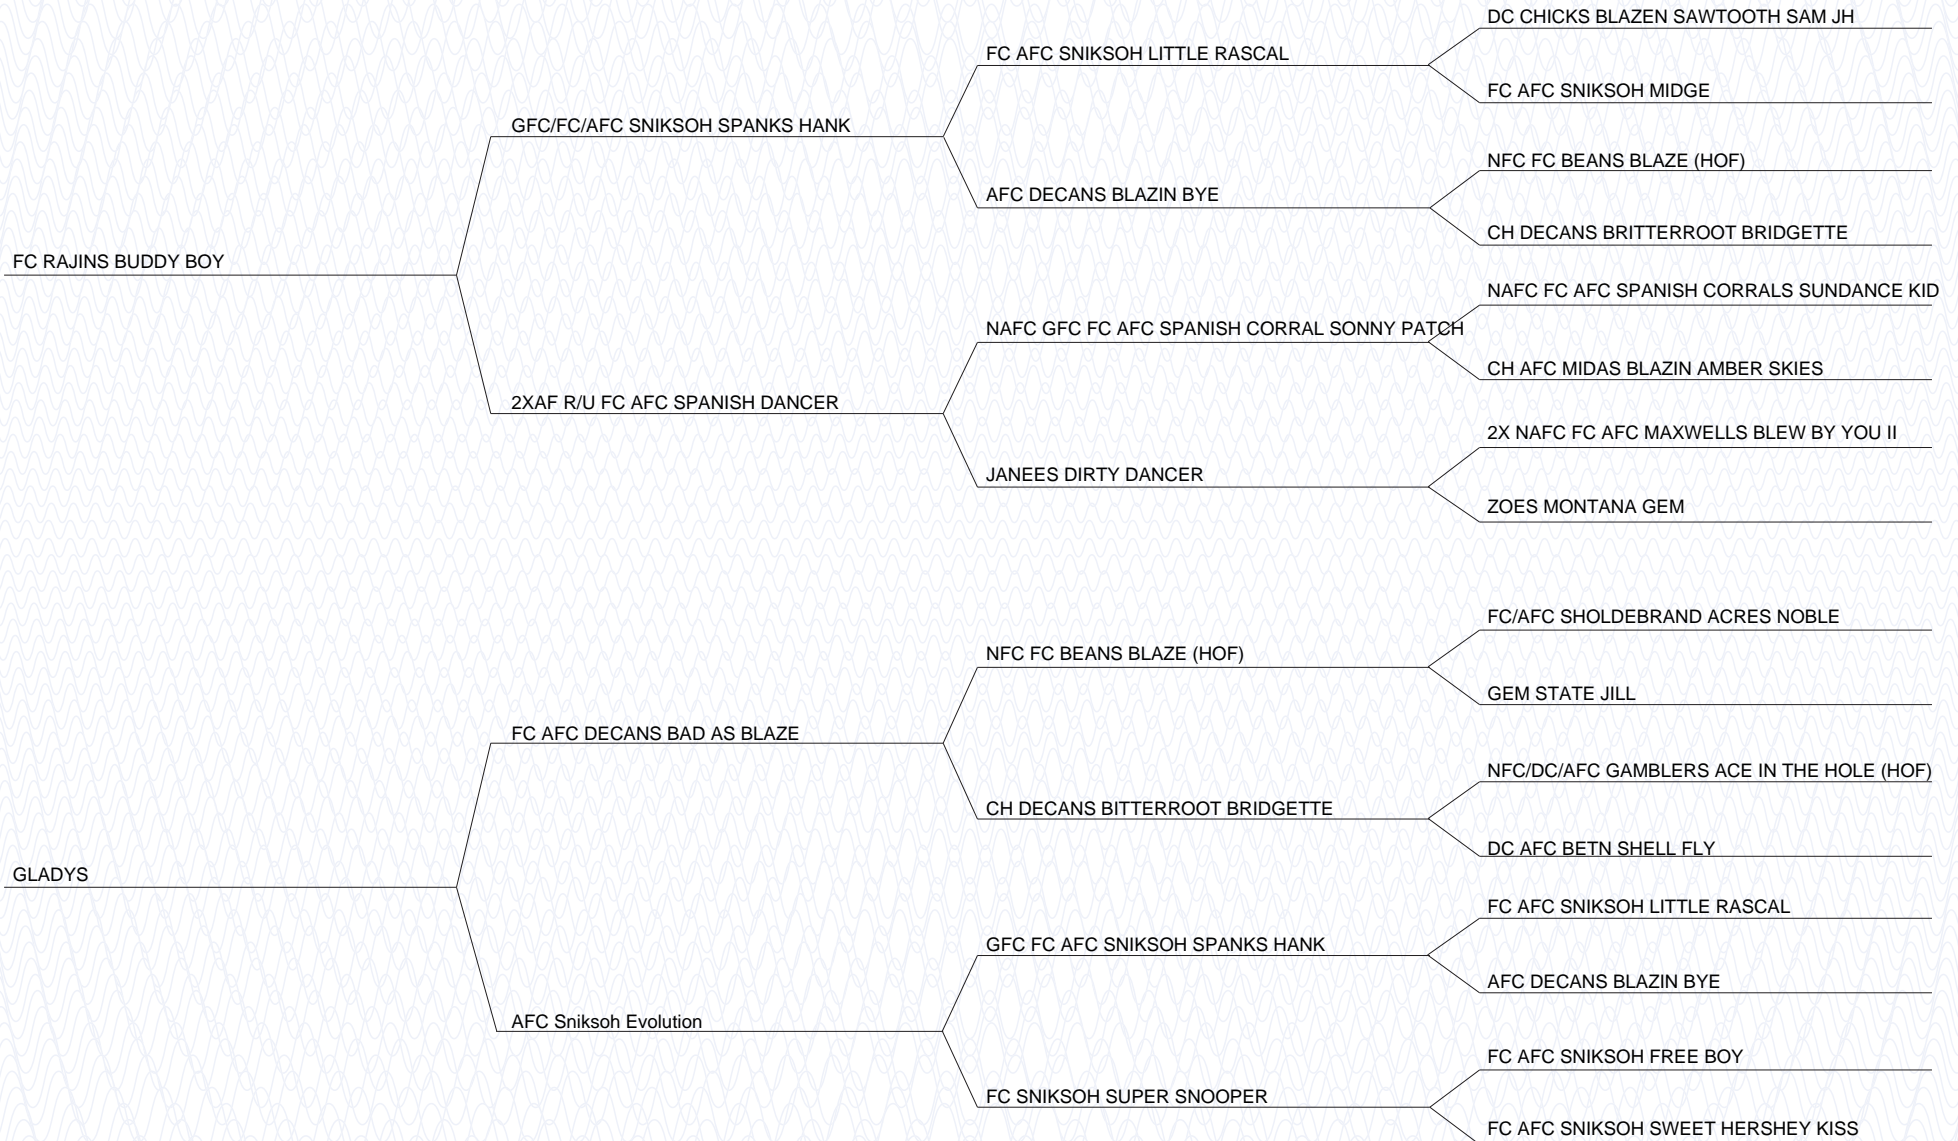 DC CHICKS BLAZEN SAWTOOTH SAM JH
FC AFC SNIKSOH LITTLE RASCAL
FC AFC SNIKSOH MIDGE
GFC/FC/AFC SNIKSOH SPANKS HANK
NFC FC BEANS BLAZE (HOF)
AFC DECANS BLAZIN BYE
CH DECANS BRITTERROOT BRIDGETTE
FC RAJINS BUDDY BOY
NAFC FC AFC SPANISH CORRALS SUNDANCE KID
NAFC GFC FC AFC SPANISH CORRAL SONNY PATCH
CH AFC MIDAS BLAZIN AMBER SKIES
2XAF R/U FC AFC SPANISH DANCER
2X NAFC FC AFC MAXWELLS BLEW BY YOU II
JANEES DIRTY DANCER
ZOES MONTANA GEM
FC/AFC SHOLDEBRAND ACRES NOBLE
NFC FC BEANS BLAZE (HOF)
GEM STATE JILL
FC AFC DECANS BAD AS BLAZE
NFC/DC/AFC GAMBLERS ACE IN THE HOLE (HOF)
CH DECANS BITTERROOT BRIDGETTE
DC AFC BETN SHELL FLY
GLADYS
FC AFC SNIKSOH LITTLE RASCAL
GFC FC AFC SNIKSOH SPANKS HANK
AFC DECANS BLAZIN BYE
AFC Sniksoh Evolution
FC AFC SNIKSOH FREE BOY
FC SNIKSOH SUPER SNOOPER
FC AFC SNIKSOH SWEET HERSHEY KISS